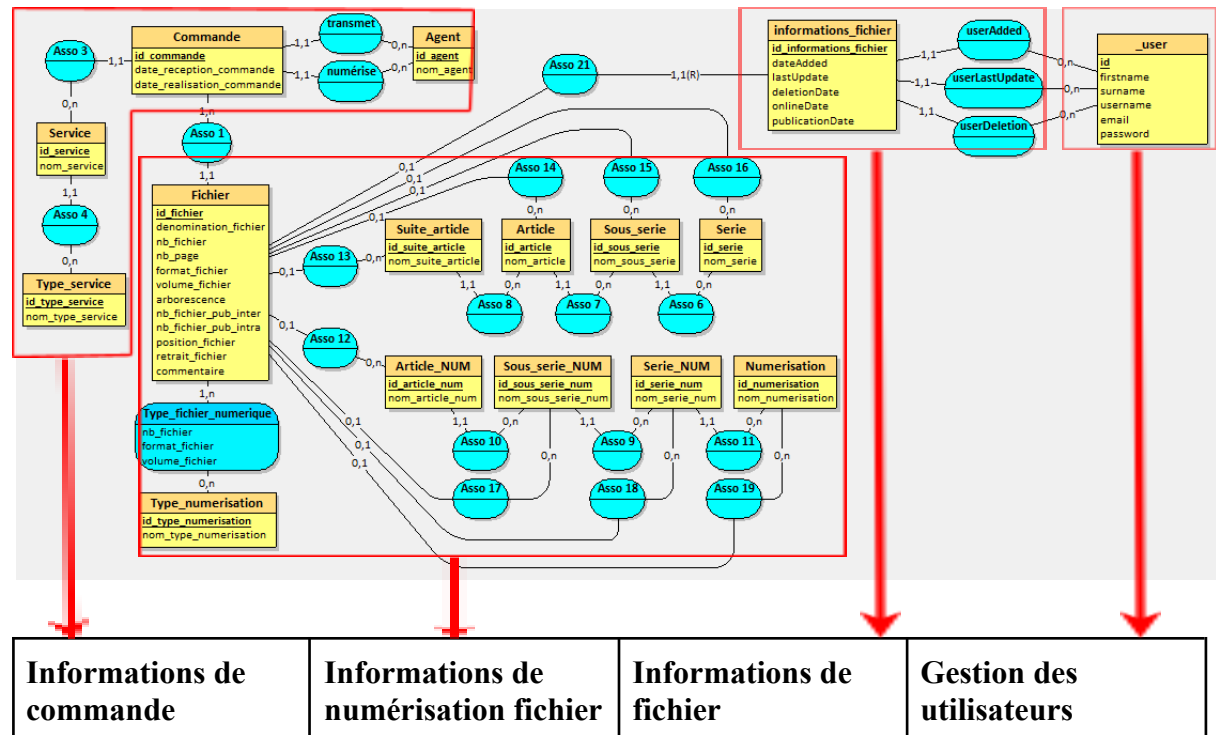 transmet
Commande
id_commande
date_reception_commande
date_realisation_commande
Agent
id_agent
nom_agent
numérise
Asso 3
1,1
1,1
1,1
0,n
0,n
0,n
1,n
Service
id_service
nom_service
1,1
Asso 4
0,n
Type_service
id_type_service
nom_type_service
Asso 1
1,1
Asso 21
1,1(R)
informations_fichier
id_informations_fichier
dateAdded
lastUpdate
deletionDate
onlineDate
publicationDate
userAdded
userLastUpdate
userDeletion
1,1
1,1
1,1
0,n
0,n
0,n
_user
id
firstname
surname
username
email
password
Fichier
id_fichier
denomination_fichier
nb_fichier
nb_page
format_fichier
volume_fichier
arborescence
nb_fichier_pub_inter
nb_fichier_pub_intra
position_fichier
retrait_fichier
commentaire
0,1
0,1
0,1
0,1
0,1
0,1
Asso 14
Asso 15
Asso 16
0,n
0,n
0,n
Asso 13
0,n
Suite_article
id_suite_article
nom_suite_article
Article
id_article
nom_article
Sous_serie
id_sous_serie
nom_sous_serie
Serie
id_serie
nom_serie
1,1
0,n
1,1
0,n
1,1
0,n
Asso 8
Asso 7
Asso 6
Asso 12
0,n
Article_NUM
id_article_num
nom_article_num
Sous_serie_NUM
id_sous_serie_num
nom_sous_serie_num
Serie_NUM
id_serie_num
nom_serie_num
Numerisation
id_numerisation
nom_numerisation
1,1
0,n
1,1
0,n
1,1
0,n
Asso 10
Asso 9
Asso 11
0,n
0,n
0,n
Asso 17
Asso 18
Asso 19
0,1
0,1
0,1
1,n
Type_fichier_numerique
nb_fichier
format_fichier
volume_fichier
0,n
Type_numerisation
id_type_numerisation
nom_type_numerisation
Informations de
commande
Informations de
numérisation fichier
Informations de
fichier
Gestion des
utilisateurs